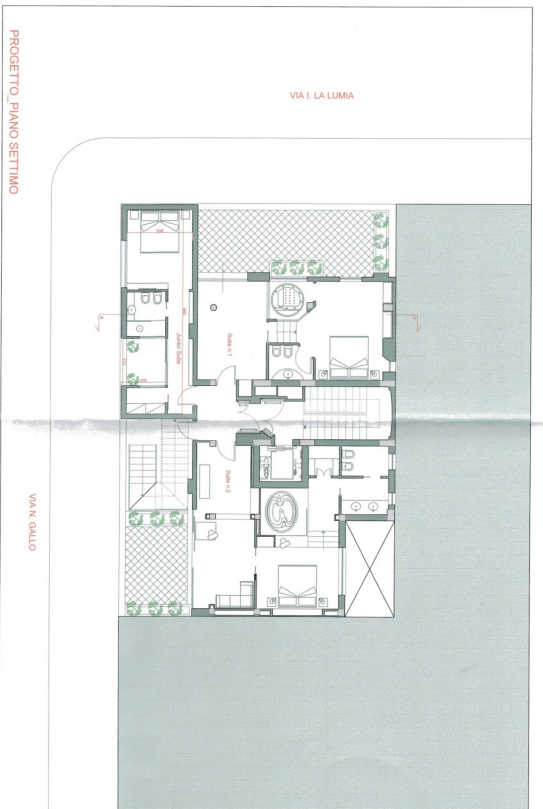 PROGETTO_PIANO SETTIMO
VIA I. LA LUMIA
Junior Suite
Suite n.1
Suite n.2
VIA N. GALLO